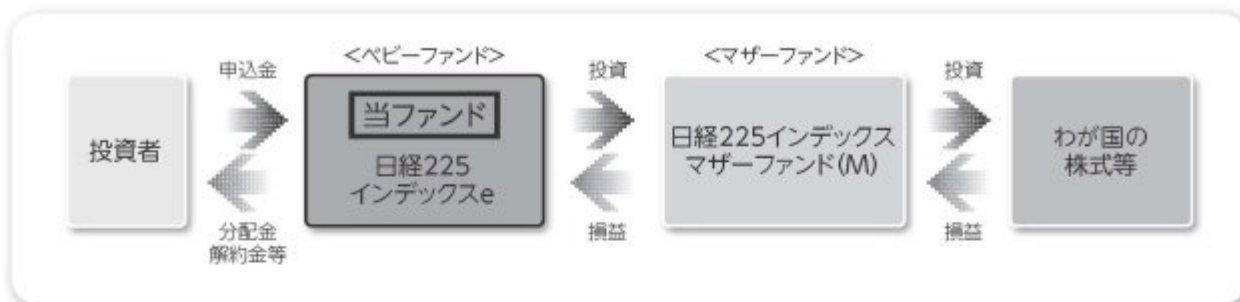 申込金
<ベビーファンド>
投資
<マザーファンド>
投資
投資者
当ファンド
日経225
インデックスe
日経225インデックス
マザーファンド(M)
わが国の
株式等
分配金
解約金等
損益
損益